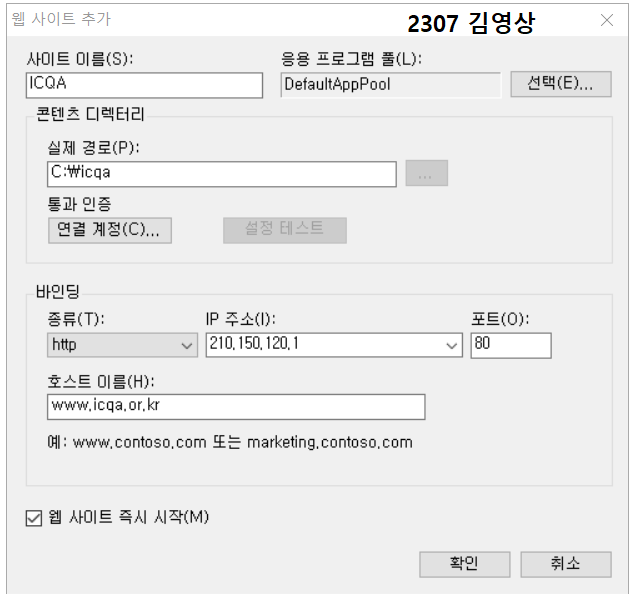 웹 사이트 추가 2307 김영상
사이트 이름(S): 응용 프로그램 풀(L):
ICQA DefaultAppPool 선택(E)...
콘텐츠 디렉터리
실제 경로(P):
C:₩icqa ...
통과 인증
연결 계정(C)... 설정 테스트
바인딩
종류(T): IP 주소(I): 포트(O):
http 210.150.120.1 80
호스트 이름(H):
www.icqa.or.kr
예: www.contoso.com 또는 marketing.contoso.com
웹 사이트 즉시 시작(M)
확인 취소